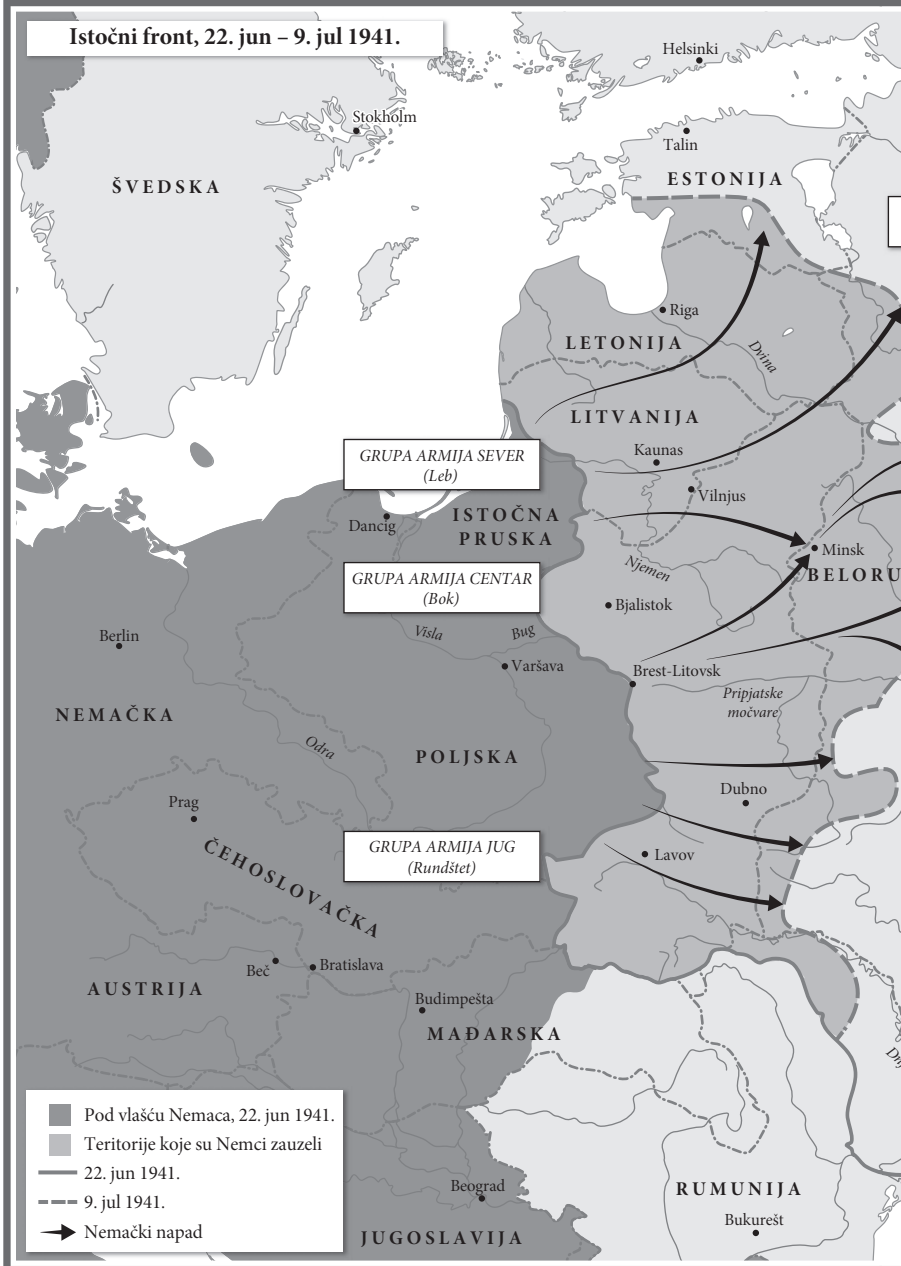 Istočni front, 22. jun – 9. jul 1941.
Helsinki
Stokholm
Talin
ŠVEDSKA
ESTONIJA
Riga
LETONIJA
Dvina
LITVANIJA
GRUPA ARMIJA SEVER
(Leb)
Kaunas
Vilnjus
Dancig
ISTOČNA
PRUSKA
Minsk
Njemen
BELORU
GRUPA ARMIJA CENTAR
(Bok)
Bjalistok
Berlin
Visla
Bug
Varšava
Brest-Litovsk
Pripjatske
močvare
NEMAČKA
Odra
POLJSKA
Prag
Dubno
ČEHOSLOVAČKA
GRUPA ARMIJA JUG
(Rundštet)
Lavov
Beč
Bratislava
AUSTRIJA
Budimpešta
MAĐARSKA
Pod vlašću Nemaca, 22. jun 1941.
Teritorije koje su Nemci zauzeli
22. jun 1941.
9. jul 1941.
Nemački napad
Beograd
RUMUNIJA
Bukurešt
JUGOSLAVIJA